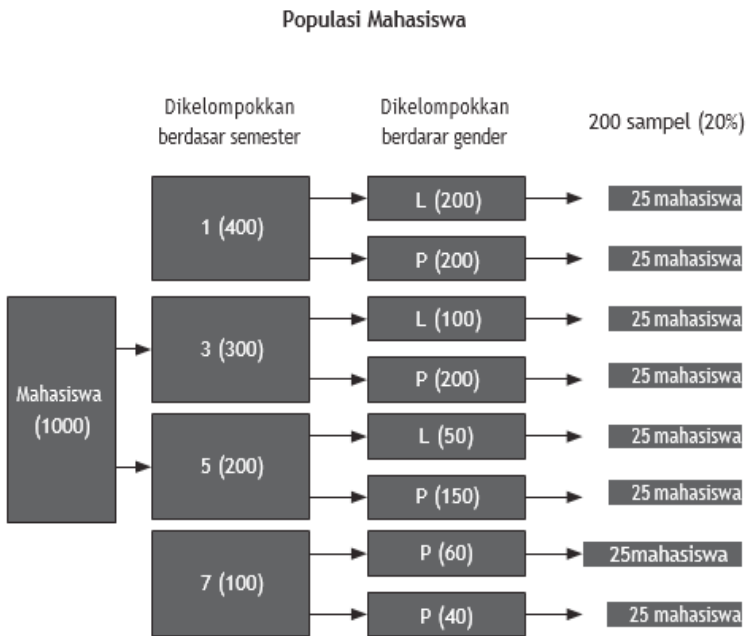 Populasi Mahasiswa
Dikelompokkan
berdasar semester
Dikelompokkan
berdarar gender
200 sampel (20%)
Mahasiswa
(1000)
1 (400)
L (200)
25 mahasiswa
P (200)
25 mahasiswa
3 (300)
L (100)
25 mahasiswa
P (200)
25 mahasiswa
5 (200)
L (50)
25 mahasiswa
P (150)
25 mahasiswa
7 (100)
P (60)
25mahasiswa
P (40)
25 mahasiswa